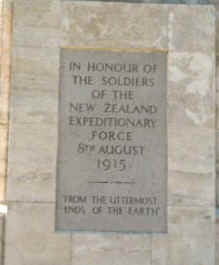 IN HONOUR OF
THE SOLDIERS
OF THE
NEW ZEALAND
EXPEDITIONARY
FORCE
8TH AUGUST
1915
FROM THE UTTERMOST
ENDS OF THE EARTH